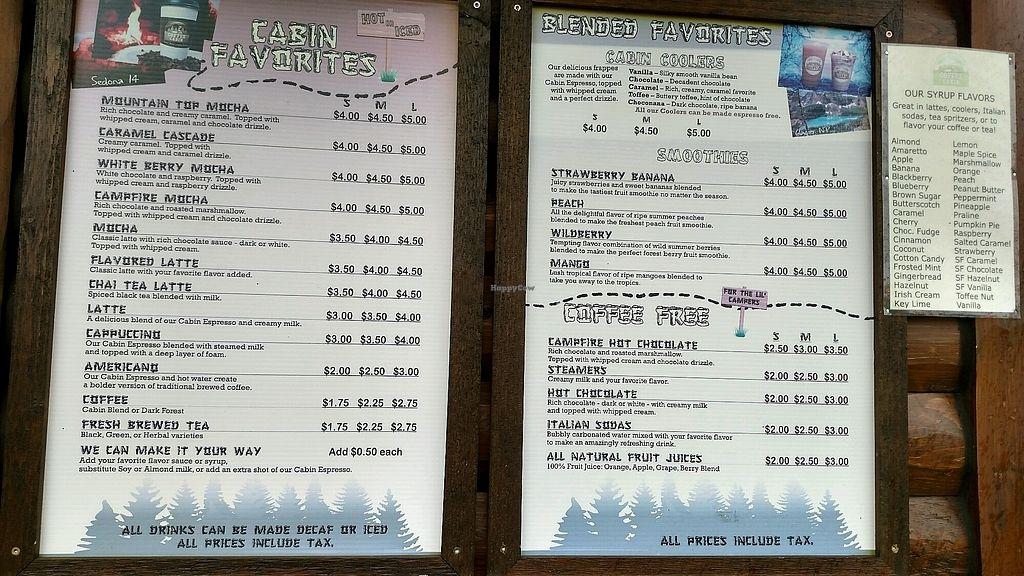 CABIN
FAVORITES
HOT or
ICED
Sedona 14
S M L
MOUNTAIN TOP MOCHA $4.00 $4.50 $5.00
Rich chocolate and creamy caramel. Topped with
whipped cream, caramel and chocolate drizzle.
CARAMEL CASCADE $4.00 $4.50 $5.00
Creamy caramel. Topped with
whipped cream and caramel drizzle.
WHITE BERRY MOCHA $4.00 $4.50 $5.00
White chocolate and raspberry. Topped with
whipped cream and raspberry drizzle.
CAMPFIRE MOCHA $4.00 $4.50 $5.00
Rich chocolate and roasted marshmallow.
Topped with whipped cream and chocolate drizzle.
MOCHA $3.50 $4.00 $4.50
Classic latte with rich chocolate sauce - dark or white.
Topped with whipped cream.
FLAVORED LATTE $3.50 $4.00 $4.50
Classic latte with your favorite flavor added.
CHAI TEA LATTE $3.50 $4.00 $4.50
Spiced black tea blended with milk.
LATTE $3.00 $3.50 $4.00
A delicious blend of our Cabin Espresso and creamy milk.
CAPPUCCINO $3.00 $3.50 $4.00
Our Cabin Espresso blended with steamed milk
and topped with a deep layer of foam.
AMERICANO $2.00 $2.50 $3.00
Our Cabin Espresso and hot water create
a bolder version of traditional brewed coffee.
COFFEE $1.75 $2.25 $2.75
Cabin Blend or Dark Forest
FRESH BREWED TEA $1.75 $2.25 $2.75
Black, Green, or Herbal varieties
WE CAN MAKE IT YOUR WAY Add $0.50 each
Add your favorite flavor sauce or syrup,
substitute Soy or Almond milk, or add an extra shot of our Cabin Espresso.
ALL DRINKS CAN BE MADE DECAF OR ICED
ALL PRICES INCLUDE TAX.
BLENDED FAVORITES
CABIN COOLERS
Our delicious frappes
are made with our
Cabin Espresso, topped
with whipped cream
and a perfect drizzle.
Vanilla – Silky smooth vanilla bean
Chocolate – Decadent chocolate
Caramel – Rich, creamy, caramel favorite
Toffee – Buttery toffee, hint of chocolate
Choconana – Dark chocolate, ripe banana
All our Coolers can be made espresso free.
S M L
$4.00 $4.50 $5.00
SMOOTHIES
S M L
STRAWBERRY BANANA $4.00 $4.50 $5.00
Juicy strawberries and sweet bananas blended
to make the tastiest fruit smoothie no matter the season.
PEACH $4.00 $4.50 $5.00
All the delightful flavor of ripe summer peaches
blended to make the freshest peach fruit smoothie.
WILDBERRY $4.00 $4.50 $5.00
Tempting flavor combination of wild summer berries
blended to make the perfect forest berry fruit smoothie.
MANGO $4.00 $4.50 $5.00
Lush tropical flavor of ripe mangoes blended to
take you away to the tropics.
FOR THE LIL'
CAMPERS
COFFEE FREE
S M L
CAMPFIRE HOT CHOCOLATE $2.50 $3.00 $3.50
Rich chocolate and roasted marshmallow.
Topped with whipped cream and chocolate drizzle.
STEAMERS $2.00 $2.50 $3.00
Creamy milk and your favorite flavor.
HOT CHOCOLATE $2.00 $2.50 $3.00
Rich chocolate - dark or white - with creamy milk
and topped with whipped cream.
ITALIAN SODAS $2.00 $2.50 $3.00
Bubbly carbonated water mixed with your favorite flavor
to make an amazingly refreshing drink.
ALL NATURAL FRUIT JUICES $2.00 $2.50 $3.00
100% Fruit Juice: Orange, Apple, Grape, Berry Blend
ALL PRICES INCLUDE TAX.
OUR SYRUP FLAVORS
Great in lattes, coolers, Italian
sodas, tea spritzers, or to
flavor your coffee or tea!
Almond
Amaretto
Apple
Banana
Blackberry
Blueberry
Brown Sugar
Butterscotch
Caramel
Cherry
Choc. Fudge
Cinnamon
Coconut
Cotton Candy
Frosted Mint
Gingerbread
Hazelnut
Irish Cream
Key Lime
Lemon
Maple Spice
Marshmallow
Orange
Peach
Peanut Butter
Peppermint
Pineapple
Praline
Pumpkin Pie
Raspberry
Salted Caramel
Strawberry
SF Caramel
SF Chocolate
SF Hazelnut
SF Vanilla
Toffee Nut
Vanilla
HappyCow